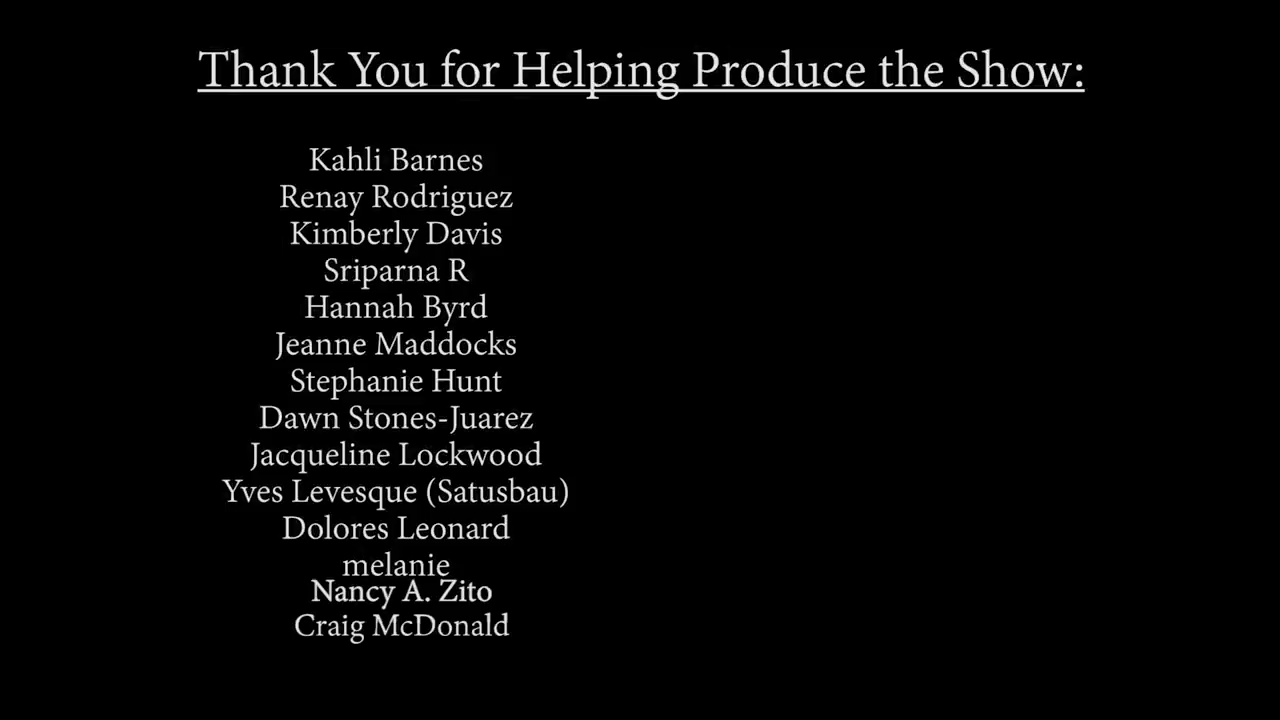 Thank You for Helping Produce the Show:
Kahli Barnes
Renay Rodriguez
Kimberly Davis
Sriparna R
Hannah Byrd
Jeanne Maddocks
Stephanie Hunt
Dawn Stones-Juarez
Jacqueline Lockwood
Yves Levesque (Satusbau)
Dolores Leonard
melanie
Nancy A. Zito
Craig McDonald